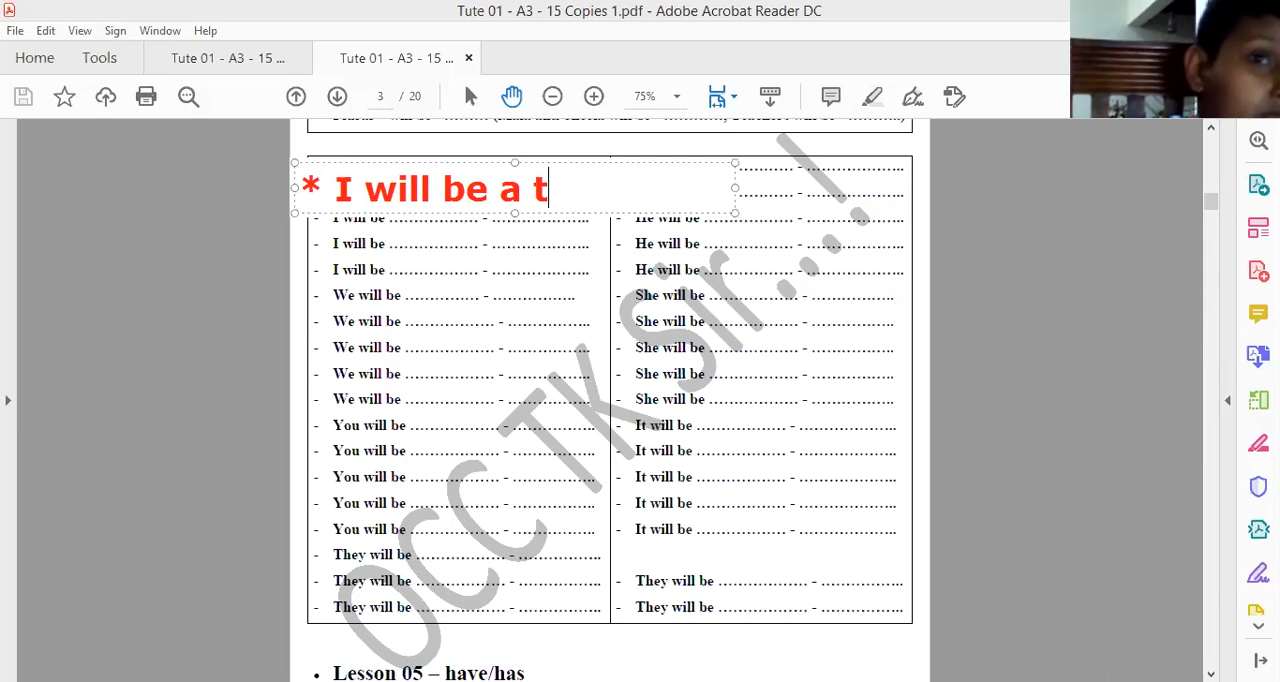 Tute 01 - A3 - 15 Copies 1.pdf - Adobe Acrobat Reader DC
File Edit View Sign Window Help
Home Tools Tute 01 - A3 - 15 ... Tute 01 - A3 - 15 ... ×
3 / 20 75%
* I will be a t
- I will be ……………… - ………………..
- I will be ……………… - ………………..
- I will be ……………… - ………………..
- We will be ……………… - ………………
- We will be ……………… - ………………..
- We will be ……………… - ………………..
- We will be ……………… - ………………..
- We will be ……………… - ………………..
- You will be ……………… - ………………..
- You will be ……………… - ………………..
- You will be ……………… - ………………..
- You will be ……………… - ………………..
- You will be ……………… - ………………..
- They will be ……………… - ………………..
- They will be ……………… - ………………..
- They will be ……………… - ………………..
- He will be ……………… - ………………..
- He will be ……………… - ………………..
- He will be ……………… - ………………..
- She will be ……………… - ………………..
- She will be ……………… - ………………..
- She will be ……………… - ………………..
- She will be ……………… - ………………..
- She will be ……………… - ………………..
- It will be ……………… - ………………..
- It will be ……………… - ………………..
- It will be ……………… - ………………..
- It will be ……………… - ………………..
- It will be ……………… - ………………..
- They will be ……………… - ………………..
- They will be ……………… - ………………..
OCC TK Sir....!
• Lesson 05 – have/has